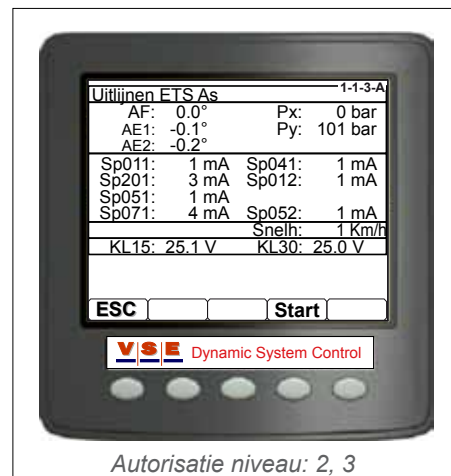 Uitlijnen ETS As 1-1-3-A
AF: 0.0° Px: 0 bar
AE1: -0.1° Py: 101 bar
AE2: -0.2°
Sp011: 1 mA Sp041: 1 mA
Sp201: 3 mA Sp012: 1 mA
Sp051: 1 mA
Sp071: 4 mA Sp052: 1 mA
Snelh: 1 Km/h
KL15: 25.1 V KL30: 25.0 V
ESC Start
VSE Dynamic System Control
Autorisatie niveau: 2, 3